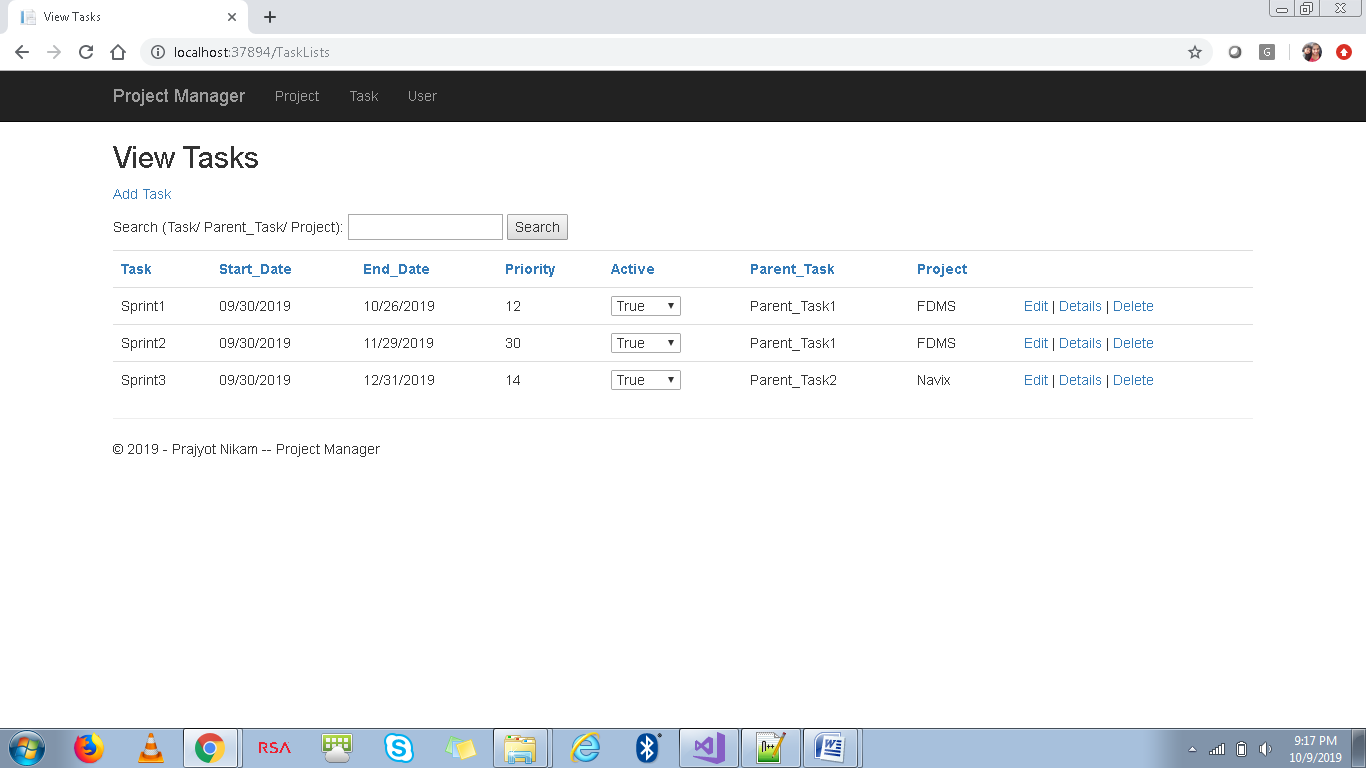 View Tasks
localhost:37894/TaskLists
G
Project Manager Project Task User
View Tasks
Add Task
Search (Task/ Parent_Task/ Project): Search
Task Start_Date End_Date Priority Active Parent_Task Project
Sprint1 09/30/2019 10/26/2019 12 True Parent_Task1 FDMS Edit | Details | Delete
Sprint2 09/30/2019 11/29/2019 30 True Parent_Task1 FDMS Edit | Details | Delete
Sprint3 09/30/2019 12/31/2019 14 True Parent_Task2 Navix Edit | Details | Delete
© 2019 - Prajyot Nikam -- Project Manager
RSA
9:17 PM
10/9/2019